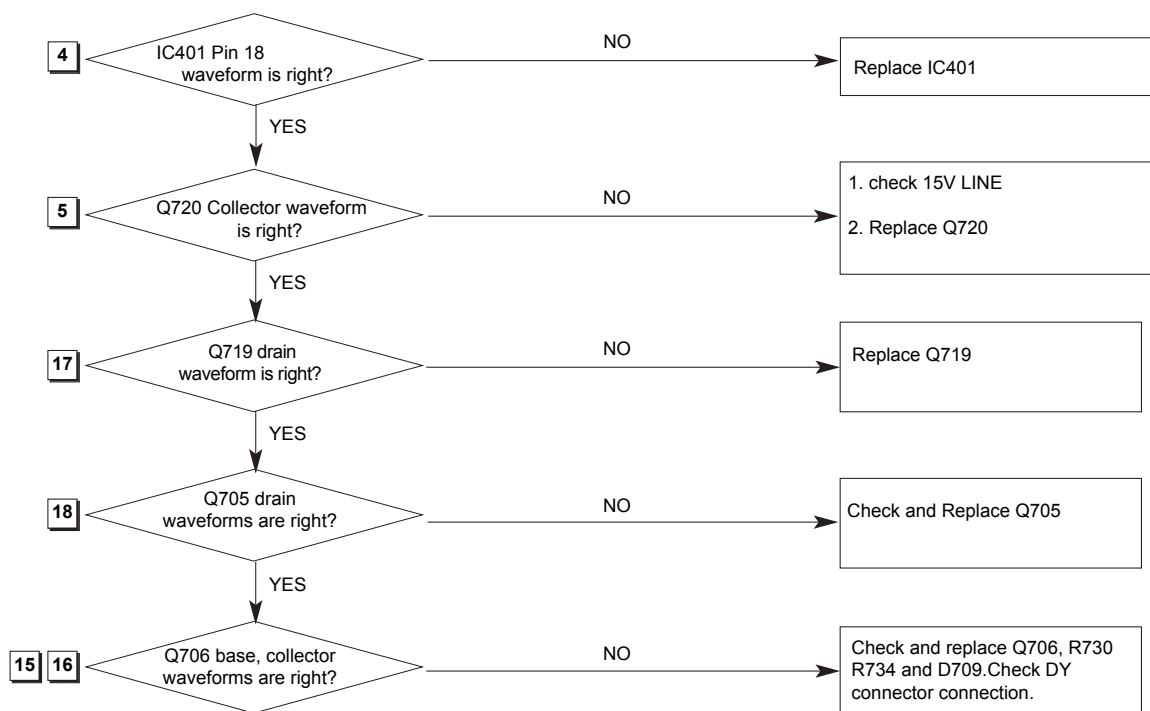 4
IC401 Pin 18
waveform is right?
NO
Replace IC401
YES
5
Q720 Collector waveform
is right?
NO
1. check 15V LINE
2. Replace Q720
YES
17
Q719 drain
waveform is right?
NO
Replace Q719
YES
18
Q705 drain
waveforms are right?
NO
Check and Replace Q705
YES
15 16
Q706 base, collector
waveforms are right?
NO
Check and replace Q706, R730
R734 and D709.Check DY
connector connection.